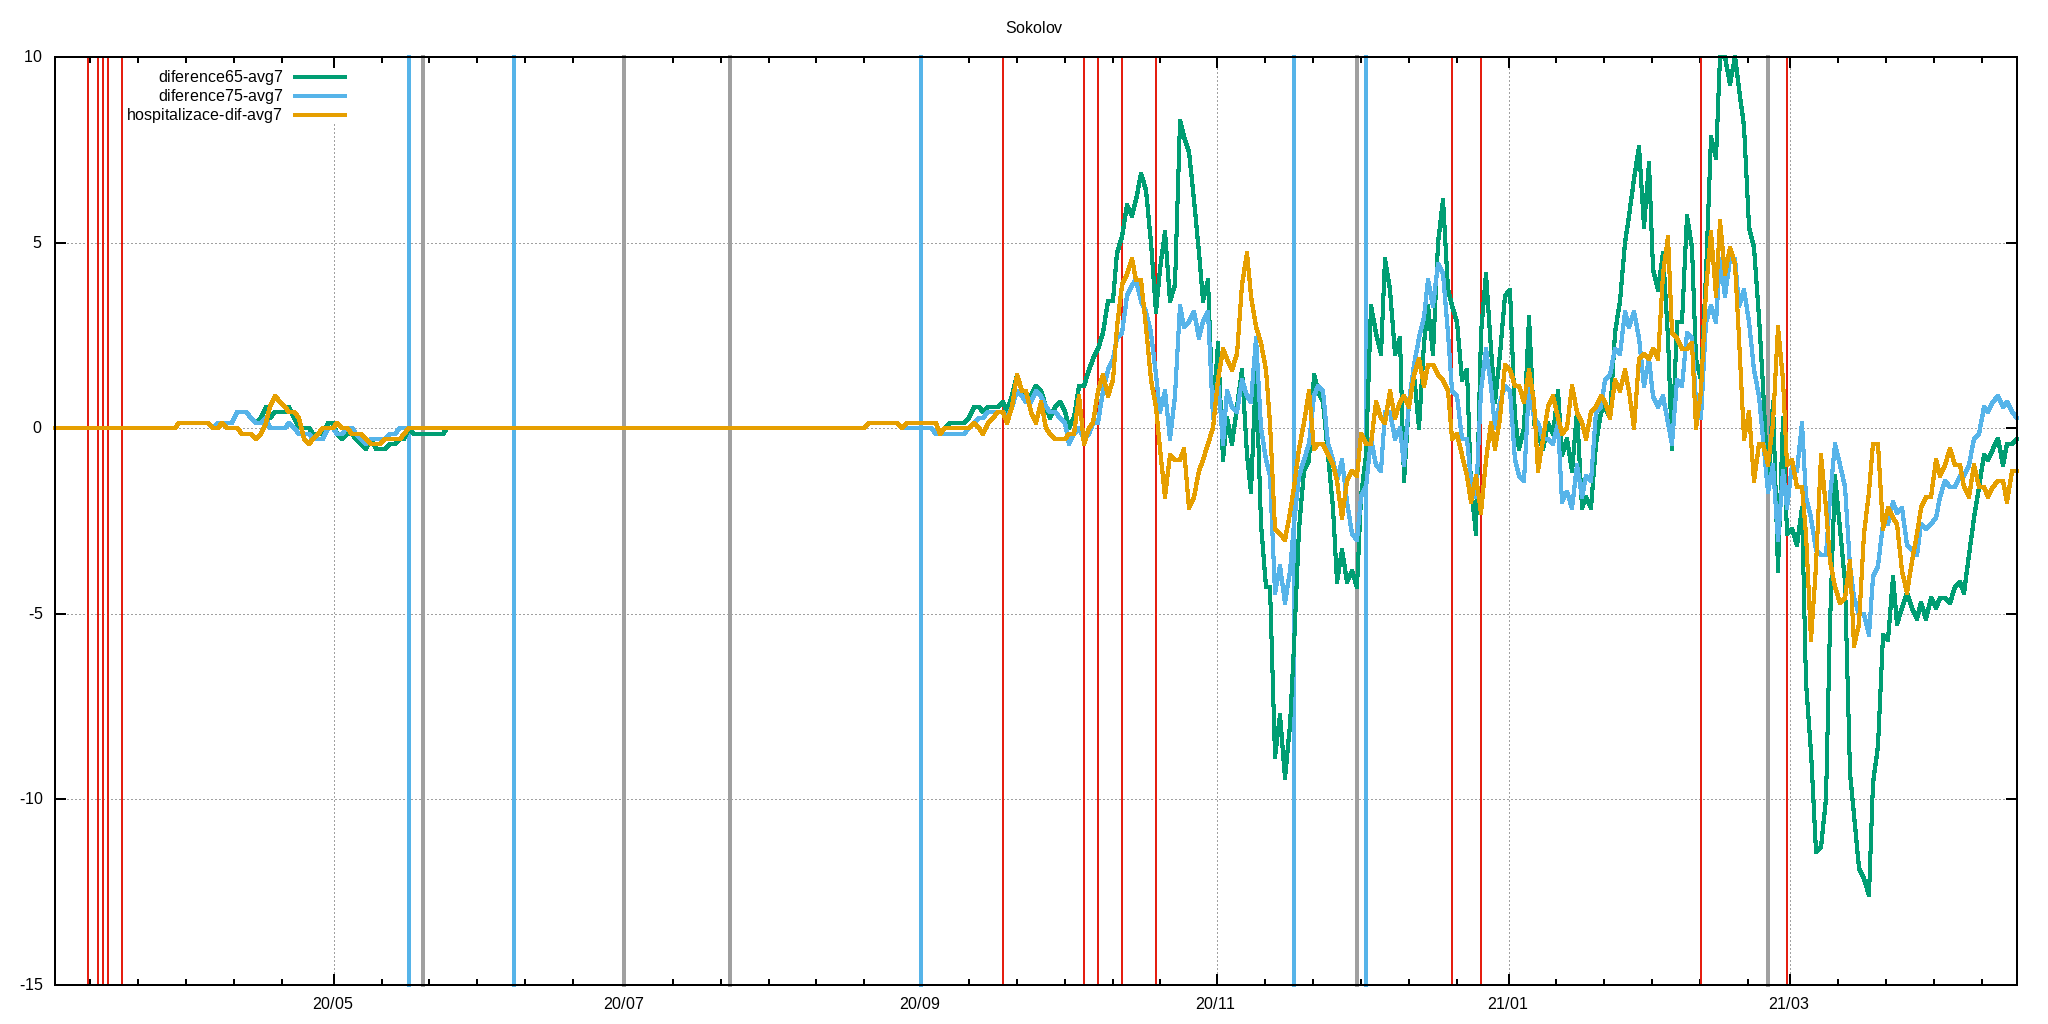 Sokolov
10
diference65-avg7
diference75-avg7
hospitalizace-dif-avg7
5
0
-5
-10
-15
20/05 20/07 20/09 20/11 21/01 21/03